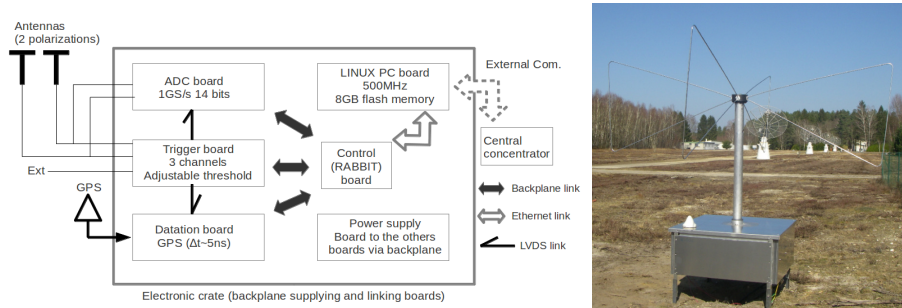 Antennas
(2 polarizations)
ADC board
1GS/s 14 bits
LINUX PC board
500MHz
8GB flash memory
External Com.
Trigger board
3 channels
Adjustable threshold
Control
(RABBIT)
board
Central
concentrator
Ext
GPS
Datation board
GPS (Δt~5ns)
Power supply
Board to the others
boards via backplane
Backplane link
Ethernet link
LVDS link
Electronic crate (backplane supplying and linking boards)